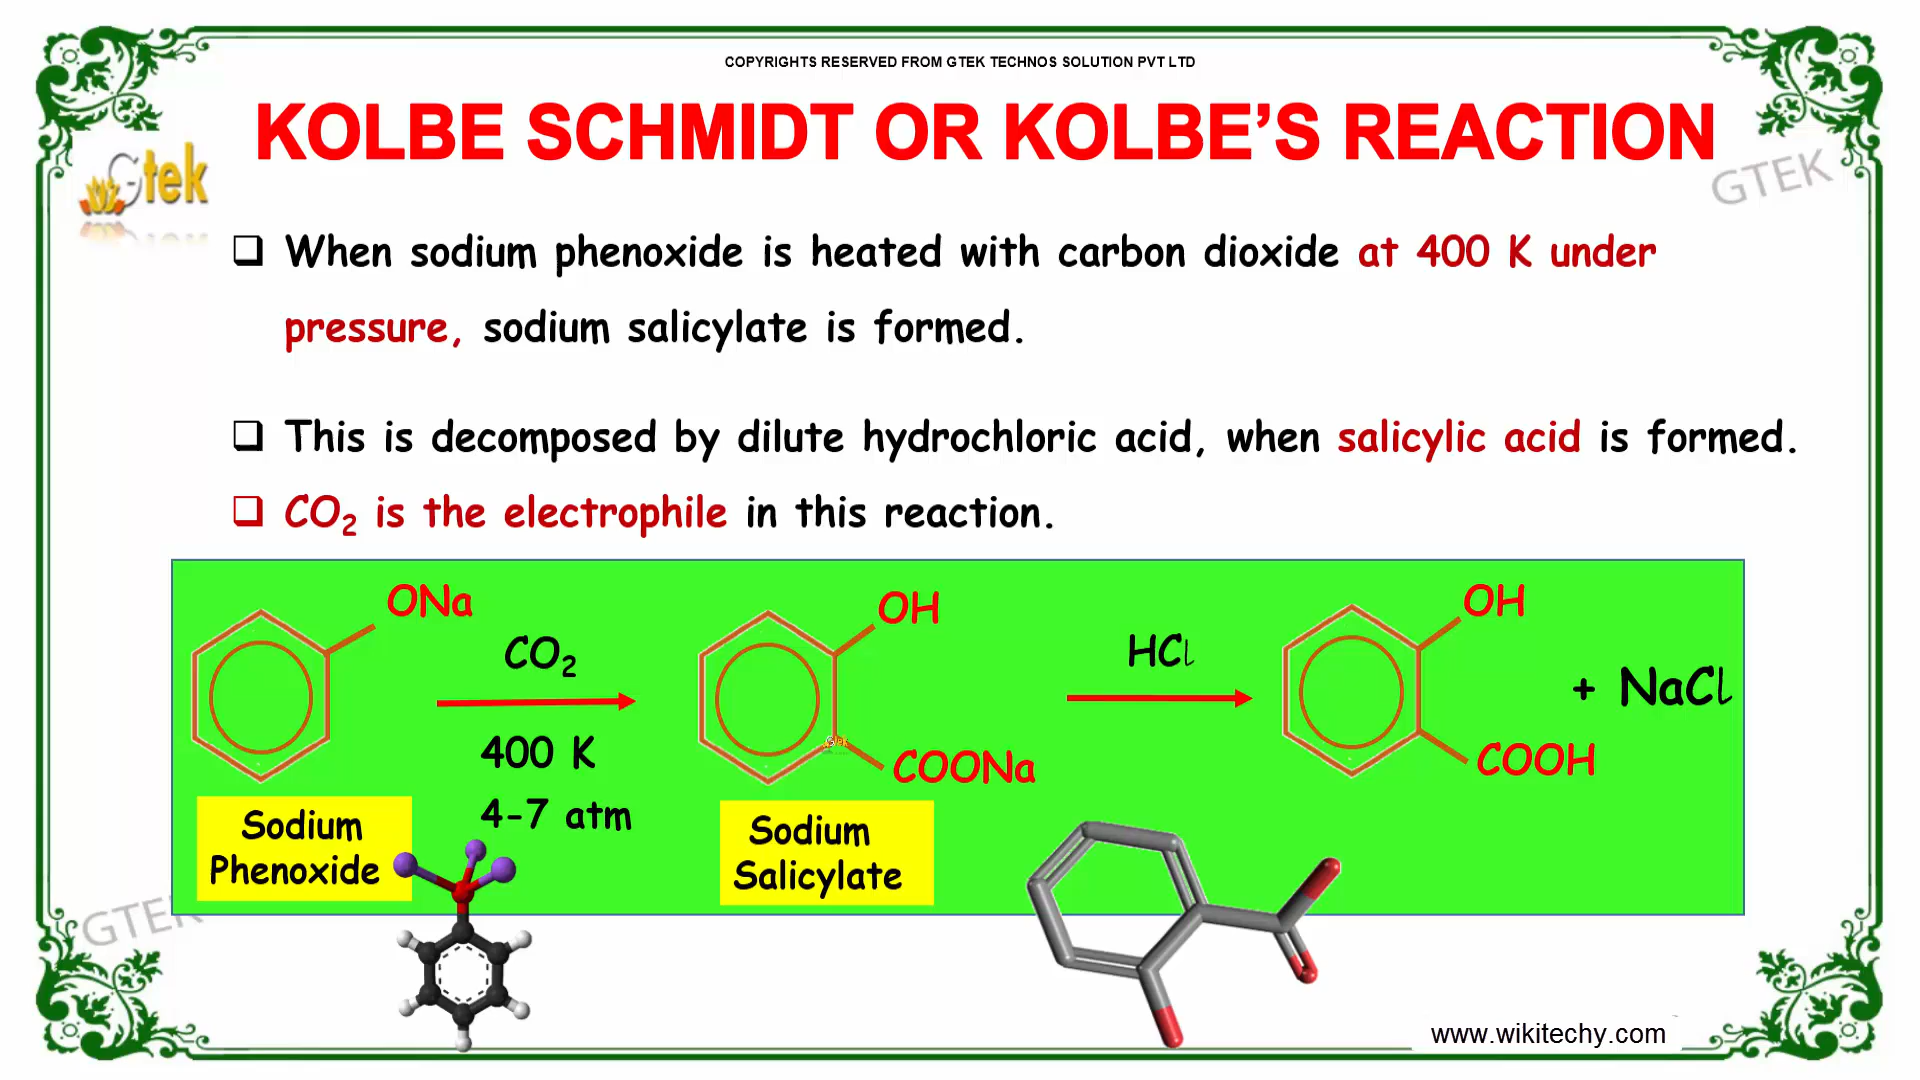 COPYRIGHTS RESERVED FROM GTEK TECHNOS SOLUTION PVT LTD
KOLBE SCHMIDT OR KOLBE'S REACTION
Gtek
GTEK
❑ When sodium phenoxide is heated with carbon dioxide at 400 K under
pressure, sodium salicylate is formed.
❑ This is decomposed by dilute hydrochloric acid, when salicylic acid is formed.
❑ CO₂ is the electrophile in this reaction.
ONa
OH
OH
CO₂
HCl
+ NaCl
400 K
COONa
COOH
4-7 atm
Sodium
Phenoxide
Sodium
Salicylate
GTEK
www.wikitechy.com